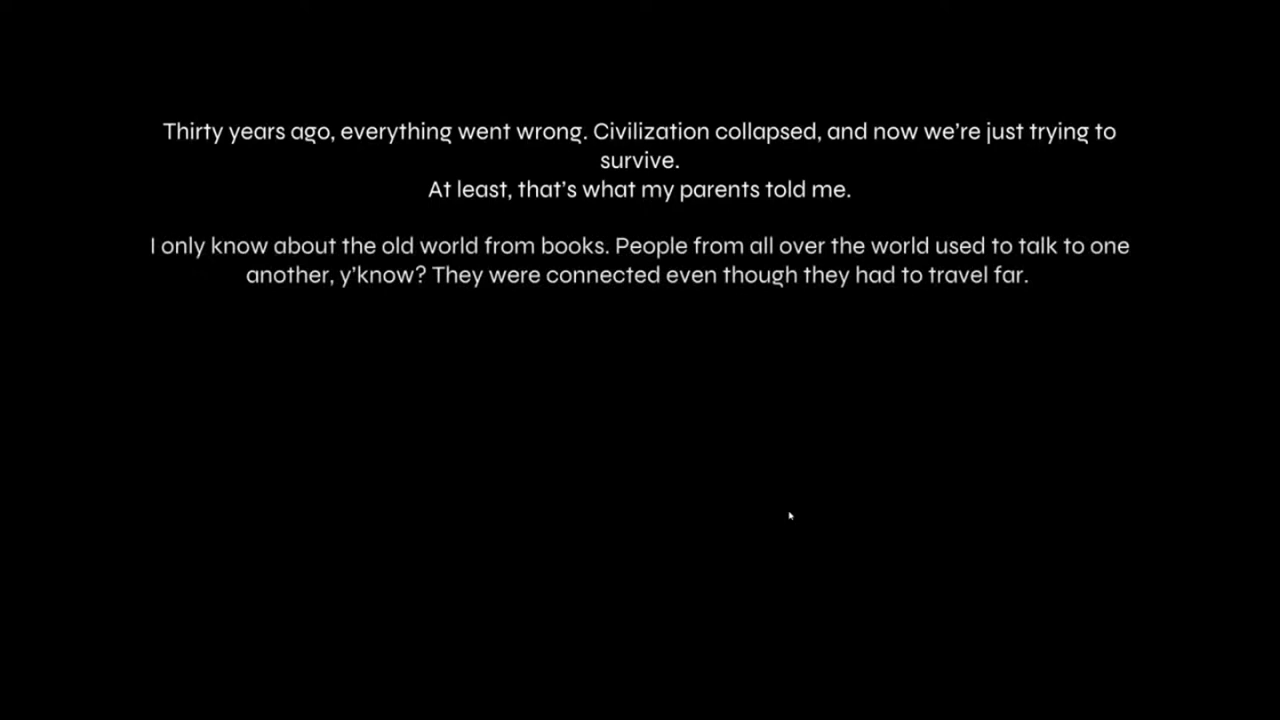 Thirty years ago, everything went wrong. Civilization collapsed, and now we’re just trying to
survive.
At least, that’s what my parents told me.
I only know about the old world from books. People from all over the world used to talk to one
another, y’know? They were connected even though they had to travel far.